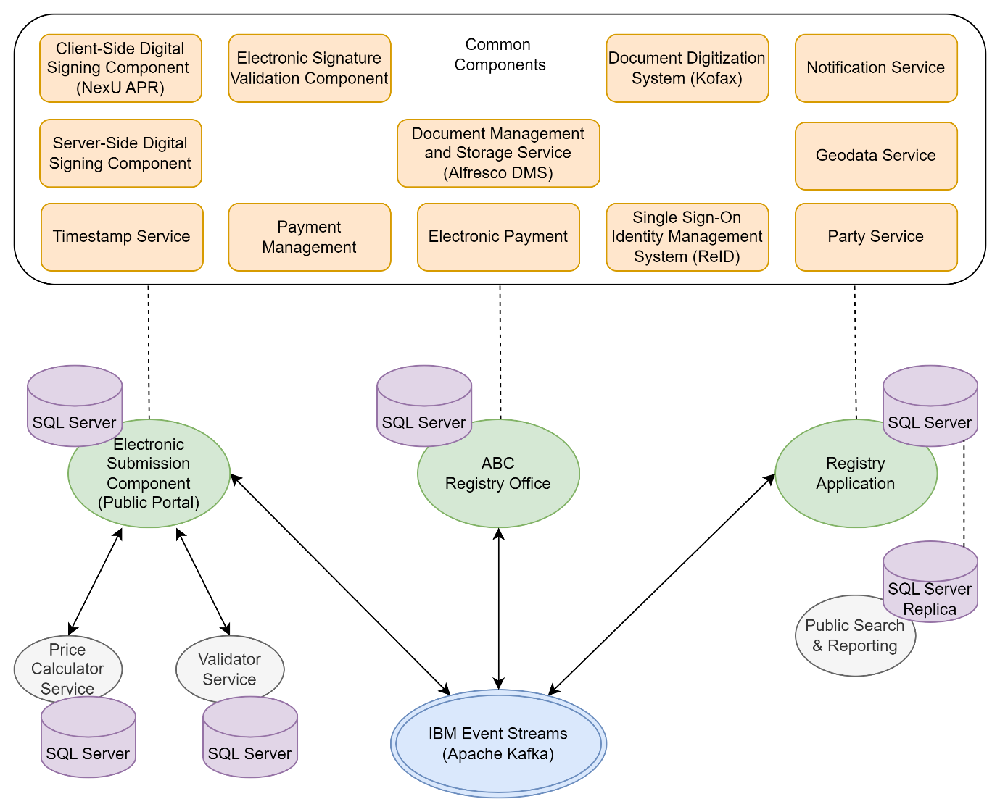 Client-Side Digital
Signing Component
(NexU APR)
Electronic Signature
Validation Component
Common
Components
Document Digitization
System (Kofax)
Notification Service
Server-Side Digital
Signing Component
Document Management
and Storage Service
(Alfresco DMS)
Geodata Service
Timestamp Service
Payment
Management
Electronic Payment
Single Sign-On
Identity Management
System (ReID)
Party Service
SQL Server
Electronic
Submission
Component
(Public Portal)
SQL Server
ABC
Registry Office
SQL Server
Registry
Application
SQL Server
Replica
Public Search
& Reporting
Price
Calculator
Service
SQL Server
Validator
Service
SQL Server
IBM Event Streams
(Apache Kafka)